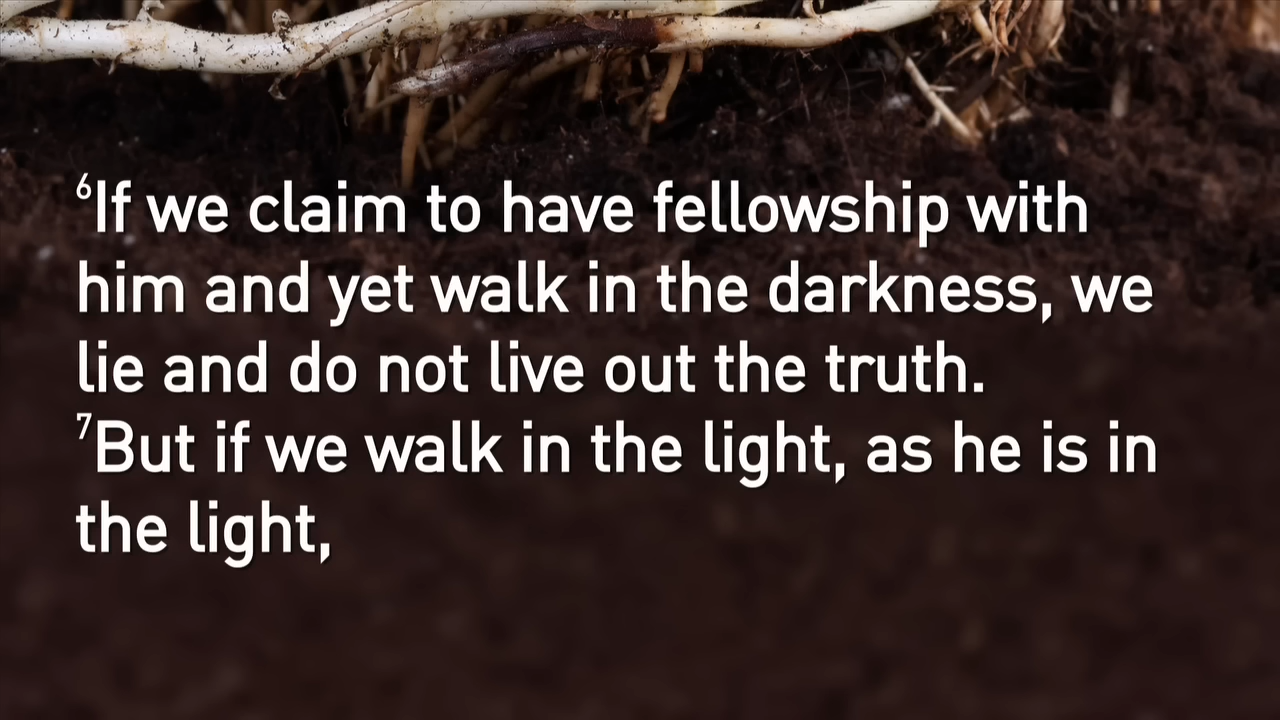 ⁶If we claim to have fellowship with
him and yet walk in the darkness, we
lie and do not live out the truth.
⁷But if we walk in the light, as he is in
the light,